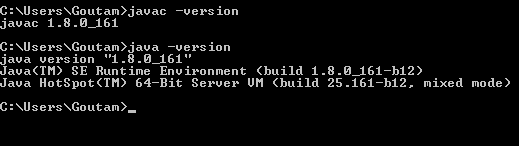 C:\Users\Goutam>javac -version
javac 1.8.0_161
C:\Users\Goutam>java -version
java version "1.8.0_161"
Java(TM) SE Runtime Environment (build 1.8.0_161-b12)
Java HotSpot(TM) 64-Bit Server VM (build 25.161-b12, mixed mode)
C:\Users\Goutam>_